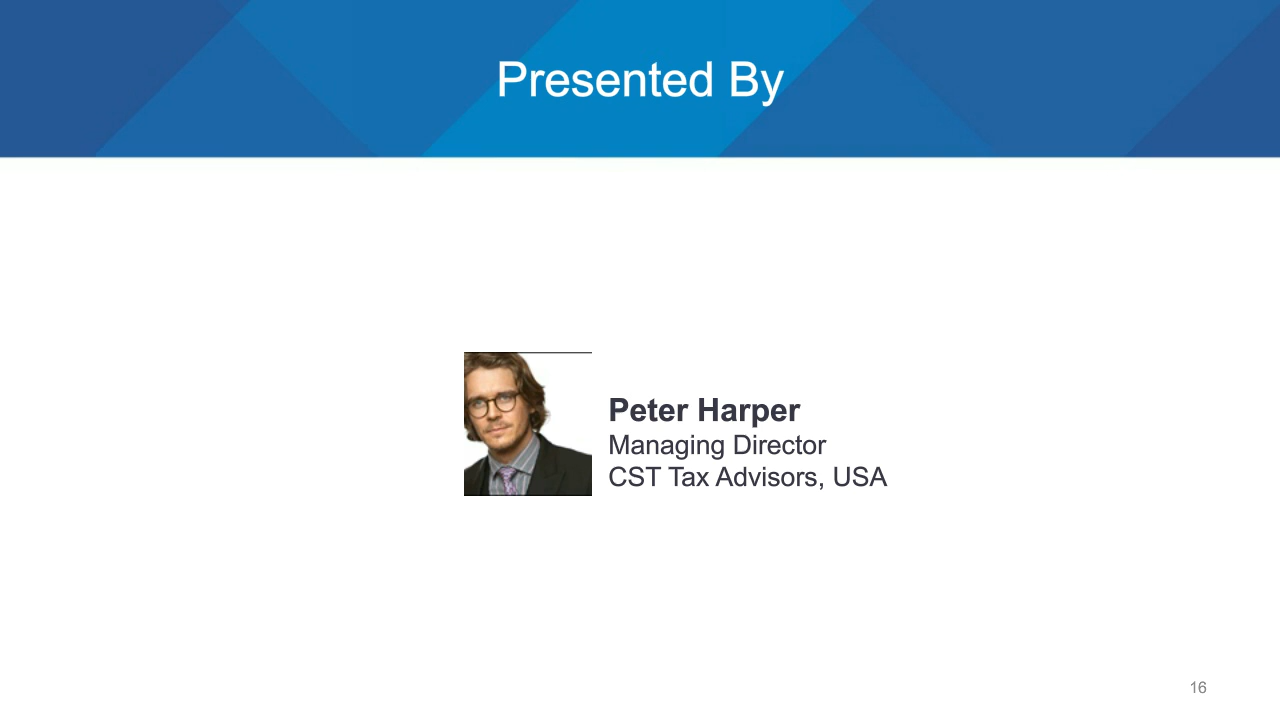 Presented By
Peter Harper
Managing Director
CST Tax Advisors, USA
16